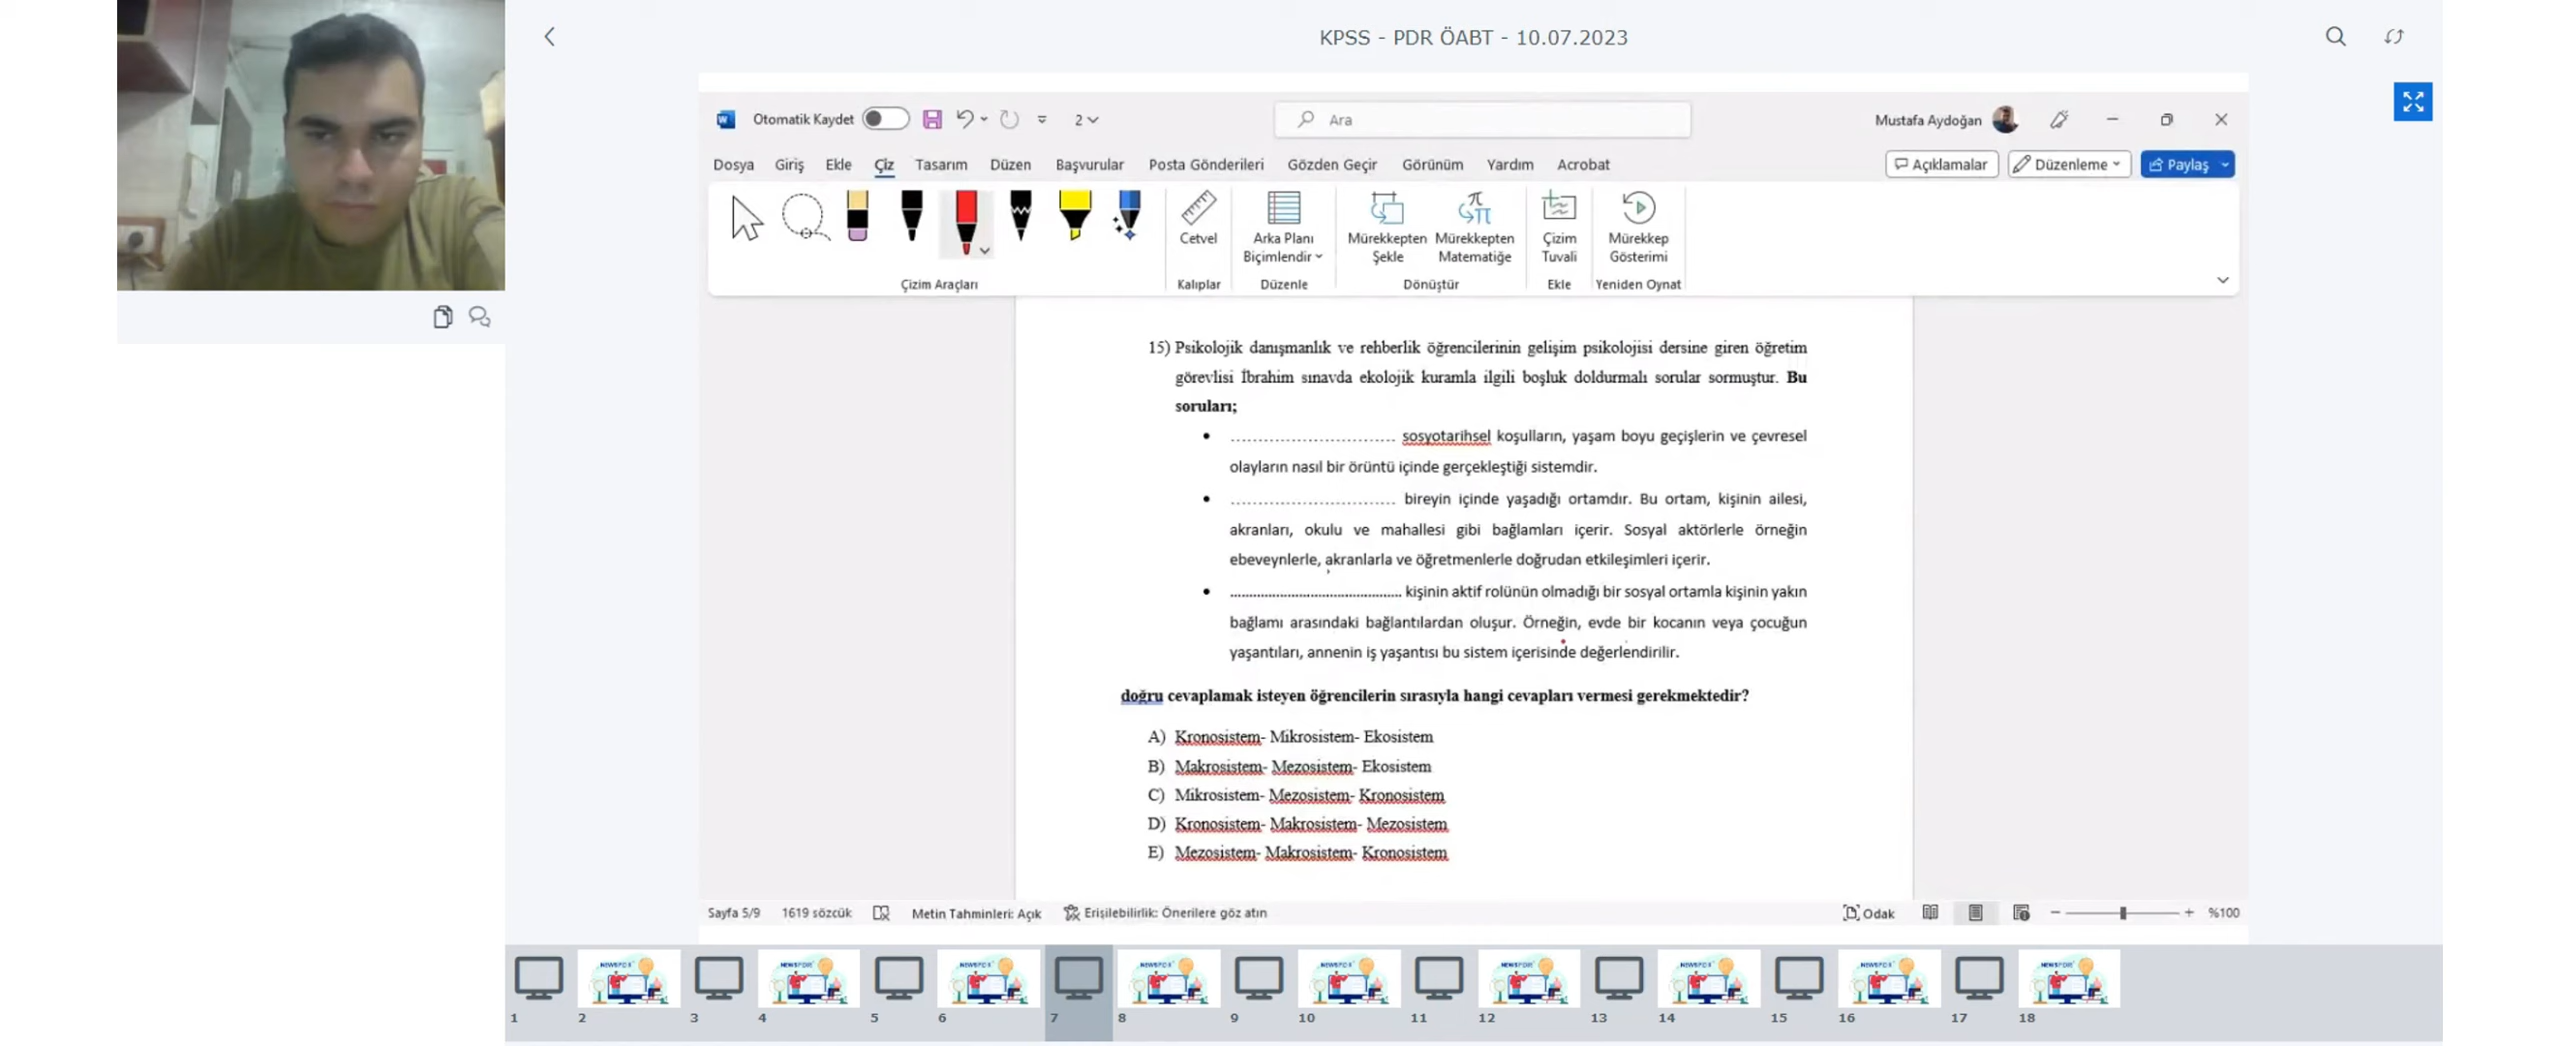 KPSS - PDR ÖABT - 10.07.2023
Otomatik Kaydet
2
Ara
Mustafa Aydoğan
Dosya Giriş Ekle Çiz Tasarım Düzen Başvurular Posta Gönderileri Gözden Geçir Görünüm Yardım Acrobat
Açıklamalar Düzenleme Paylaş
Cetvel
Arka Planı
Biçimlendir
Mürekkepten
Şekle
Mürekkepten
Matematiğe
Çizim
Tuvali
Mürekkep
Gösterimi
Çizim Araçları Kalıplar Düzenle Dönüştür Ekle Yeniden Oynat
15) Psikolojik danışmanlık ve rehberlik öğrencilerinin gelişim psikolojisi dersine giren öğretim
görevlisi İbrahim sınavda ekolojik kuramla ilgili boşluk doldurmalı sorular sormuştur. Bu
soruları;
• ................................ sosyotarihsel koşulların, yaşam boyu geçişlerin ve çevresel
olayların nasıl bir örüntü içinde gerçekleştiği sistemdir.
• ................................ bireyin içinde yaşadığı ortamdır. Bu ortam, kişinin ailesi,
akranları, okulu ve mahallesi gibi bağlamları içerir. Sosyal aktörlerle örneğin
ebeveynlerle, akranlarla ve öğretmenlerle doğrudan etkileşimleri içerir.
• ............................................. kişinin aktif rolünün olmadığı bir sosyal ortamla kişinin yakın
bağlamı arasındaki bağlantılardan oluşur. Örneğin, evde bir kocanın veya çocuğun
yaşantıları, annenin iş yaşantısı bu sistem içerisinde değerlendirilir.
doğru cevaplamak isteyen öğrencilerin sırasıyla hangi cevapları vermesi gerekmektedir?
A) Kronosistem- Mikrosistem- Ekosistem
B) Makrosistem- Mezosistem- Ekosistem
C) Mikrosistem- Mezosistem- Kronosistem
D) Kronosistem- Makrosistem- Mezosistem
E) Mezosistem- Makrosistem- Kronosistem
Sayfa 5/9 1619 sözcük Metin Tahminleri: Açık Erişilebilirlik: Önerilere göz atın Odak %100
1 2 3 4 5 6 7 8 9 10 11 12 13 14 15 16 17 18